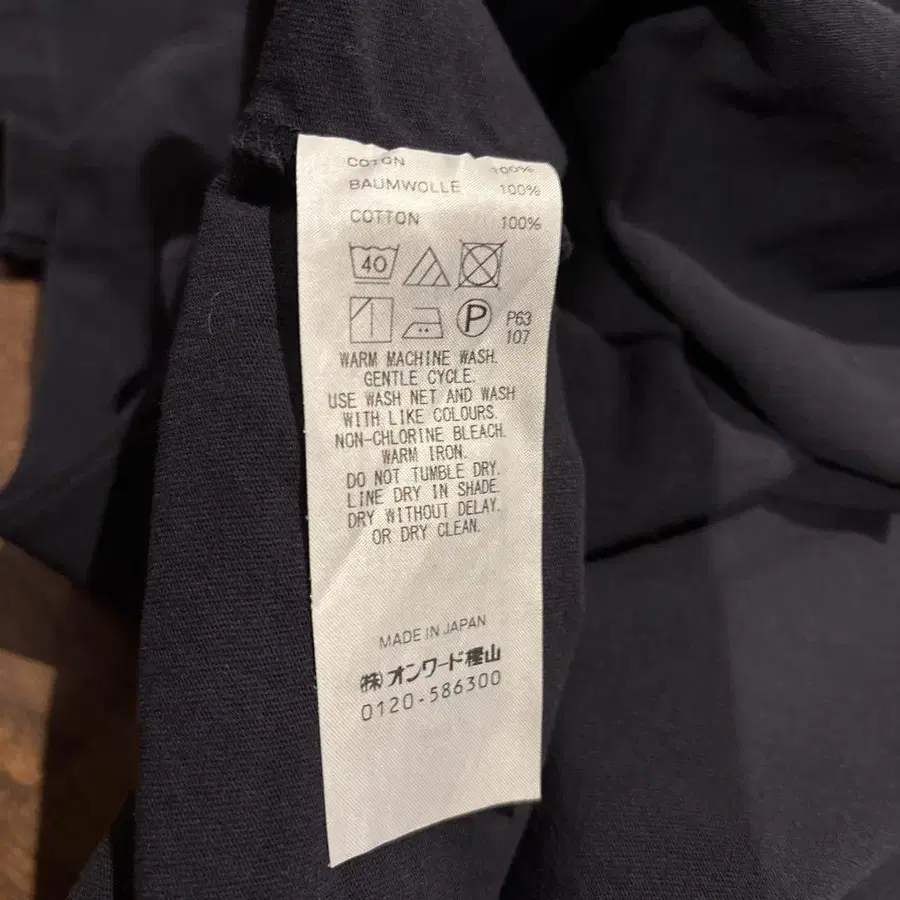 COTON 100%
BAUMWOLLE 100%
COTTON 100%
40
P P63
107
WARM MACHINE WASH.
GENTLE CYCLE.
USE WASH NET AND WASH
WITH LIKE COLOURS.
NON-CHLORINE BLEACH.
WARM IRON.
DO NOT TUMBLE DRY.
LINE DRY IN SHADE.
DRY WITHOUT DELAY.
OR DRY CLEAN.
MADE IN JAPAN
㈱オンワード樫山
0120-586300